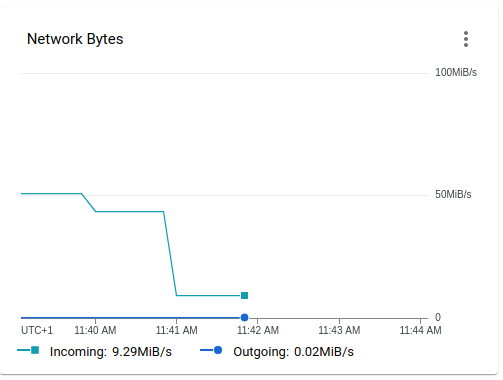 Network Bytes
100MiB/s
50MiB/s
0
UTC+1 11:40 AM 11:41 AM 11:42 AM 11:43 AM 11:44 AM
Incoming: 9.29MiB/s Outgoing: 0.02MiB/s